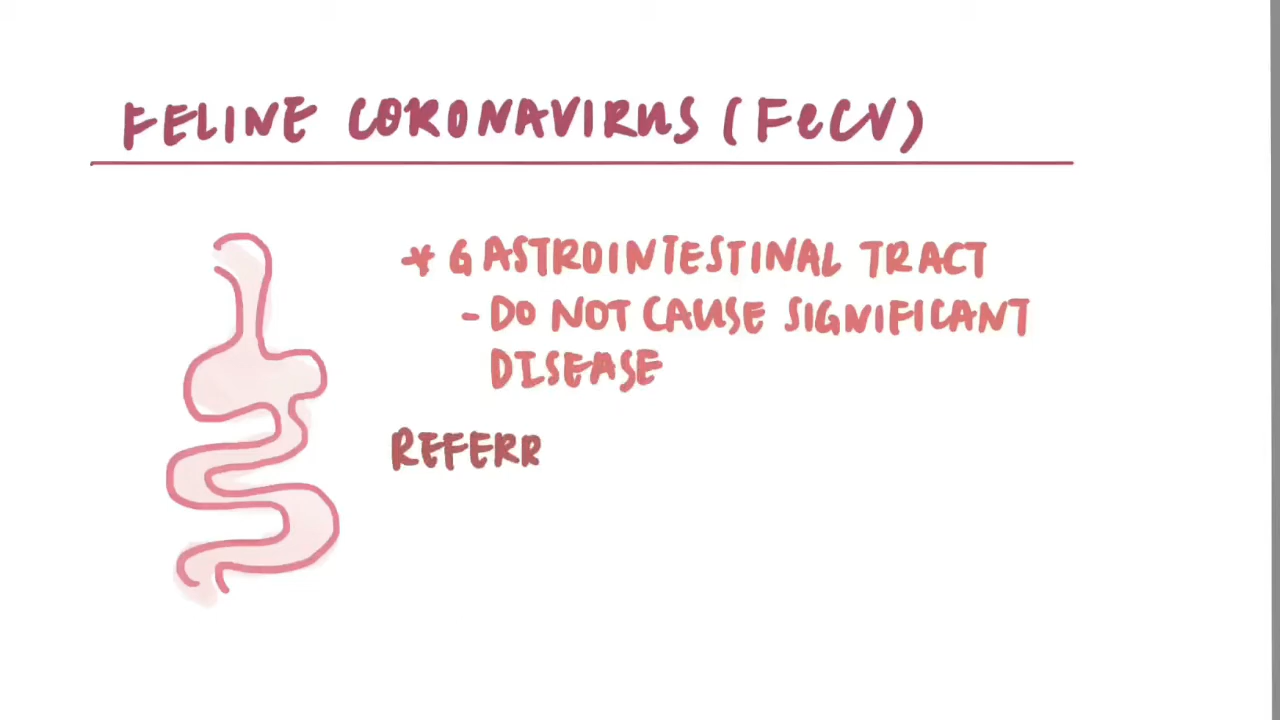 FELINE CORONAVIRUS (FeCV)
* GASTROINTESTINAL TRACT
- DO NOT CAUSE SIGNIFICANT
DISEASE
REFERR